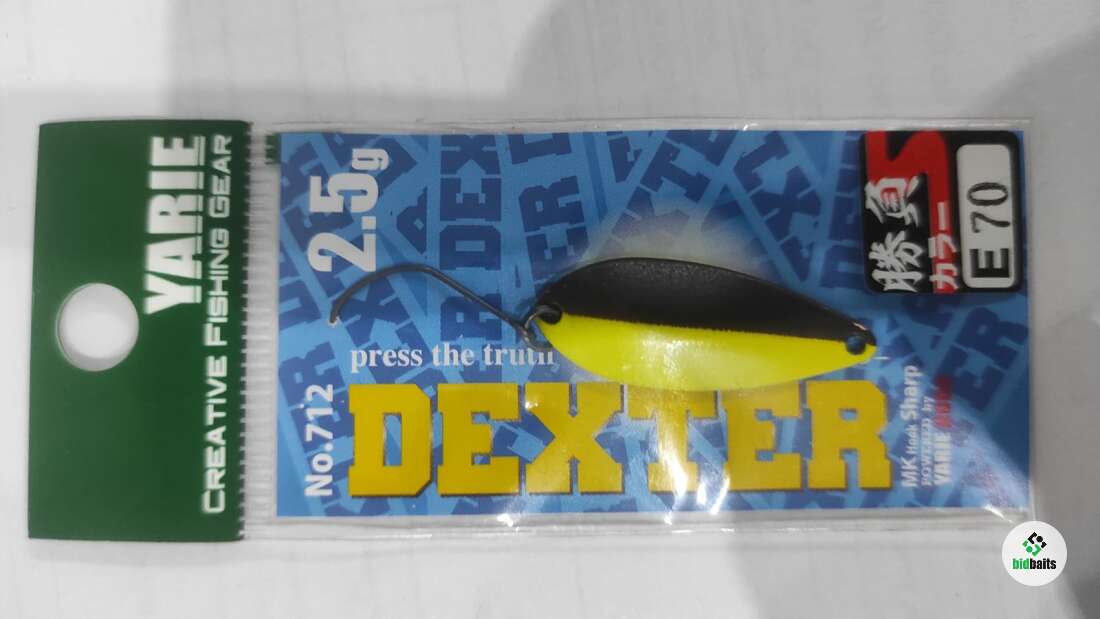 YARIE
CREATIVE FISHING GEAR
2.5g
No.712
press the truth
DEXTER
S
勝負
カラー
E 70
MK Hook Sharp
POWERED by
YARIE
bidbaits